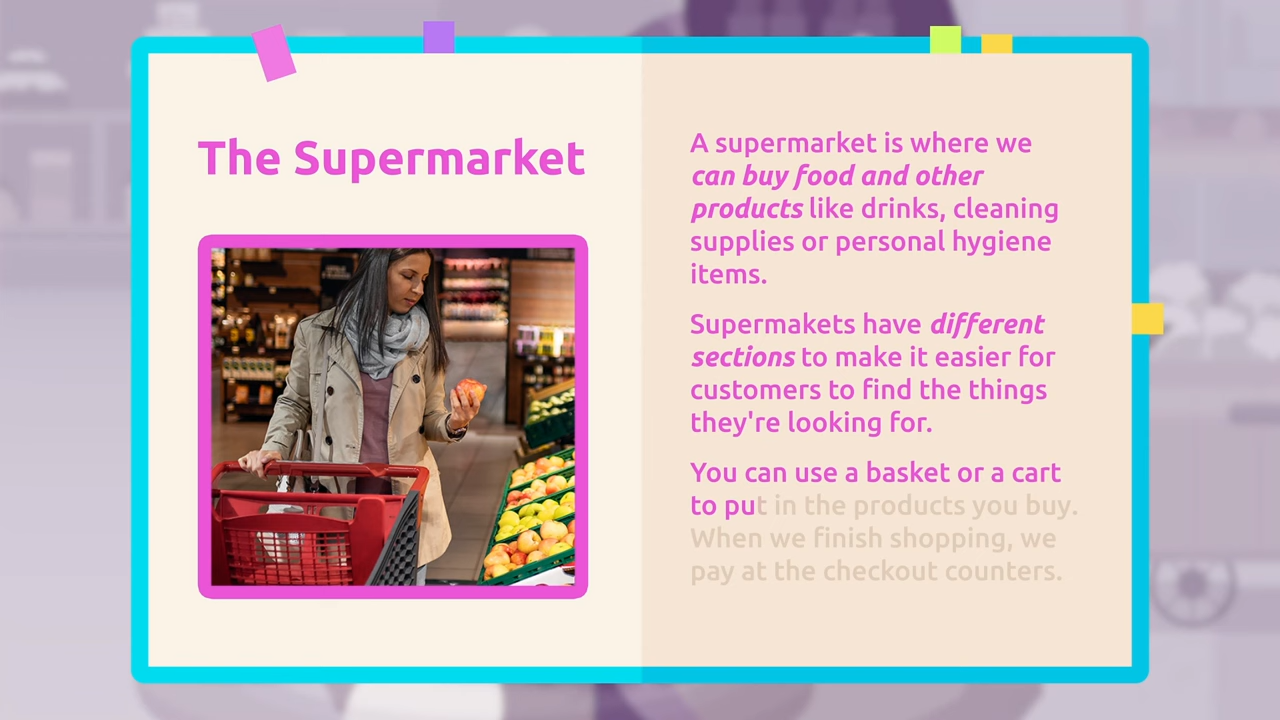 The Supermarket
A supermarket is where we
can buy food and other
products like drinks, cleaning
supplies or personal hygiene
items.
Supermakets have different
sections to make it easier for
customers to find the things
they're looking for.
You can use a basket or a cart
to put in the products you buy.
When we finish shopping, we
pay at the checkout counters.